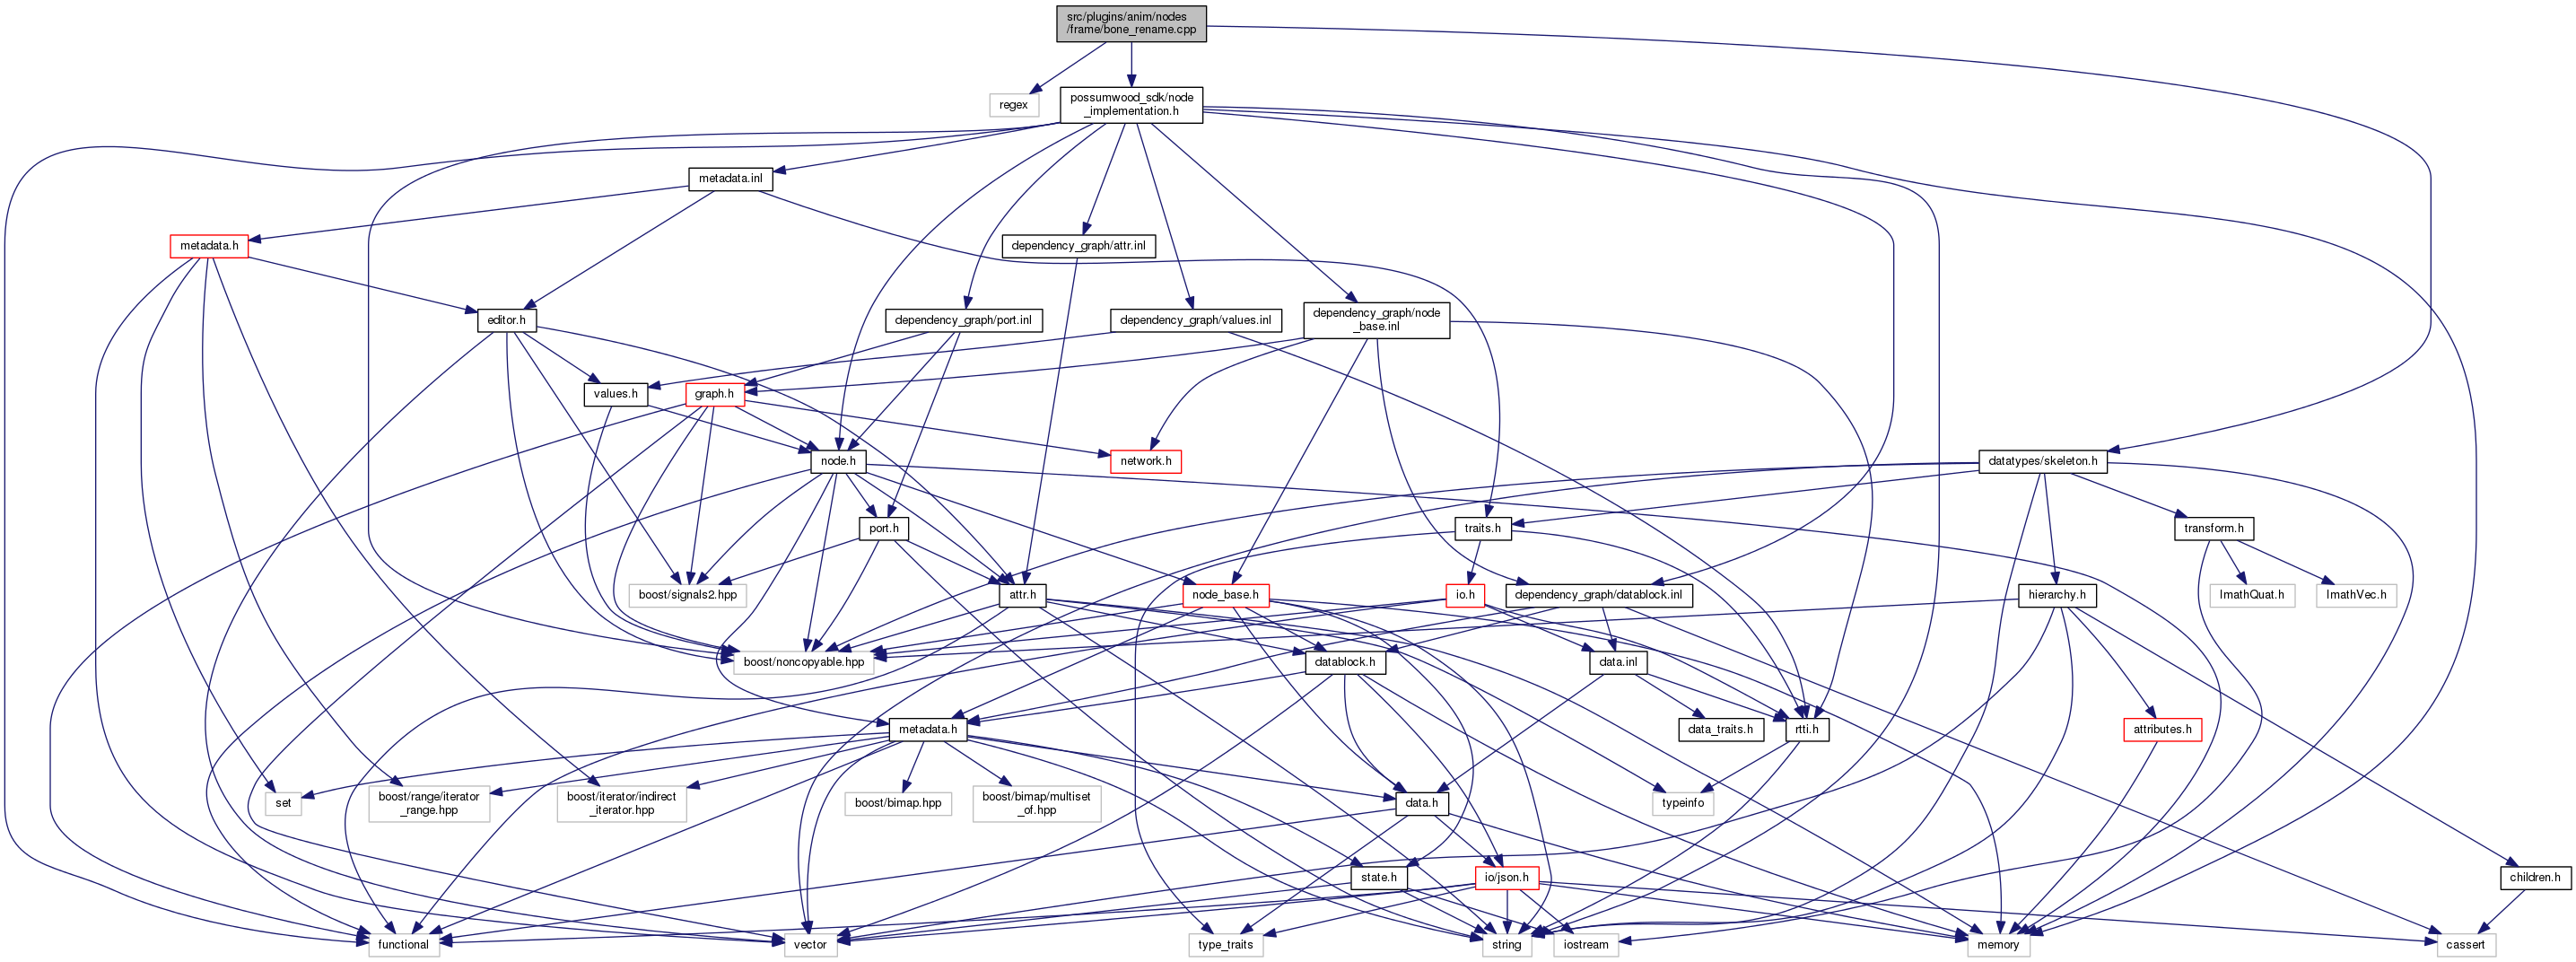 src/plugins/anim/nodes
/frame/bone_rename.cpp
regex
possumwood_sdk/node
_implementation.h
metadata.inl
metadata.h
dependency_graph/attr.inl
editor.h
dependency_graph/port.inl
dependency_graph/values.inl
dependency_graph/node
_base.inl
values.h
graph.h
node.h
network.h
datatypes/skeleton.h
port.h
traits.h
transform.h
boost/signals2.hpp
attr.h
node_base.h
io.h
dependency_graph/datablock.inl
ImathQuat.h
ImathVec.h
hierarchy.h
boost/noncopyable.hpp
datablock.h
data.inl
metadata.h
data_traits.h
rtti.h
attributes.h
set
boost/range/iterator
_range.hpp
boost/iterator/indirect
_iterator.hpp
boost/bimap.hpp
boost/bimap/multiset
_of.hpp
data.h
typeinfo
state.h
io/json.h
children.h
functional
vector
type_traits
string
iostream
memory
cassert